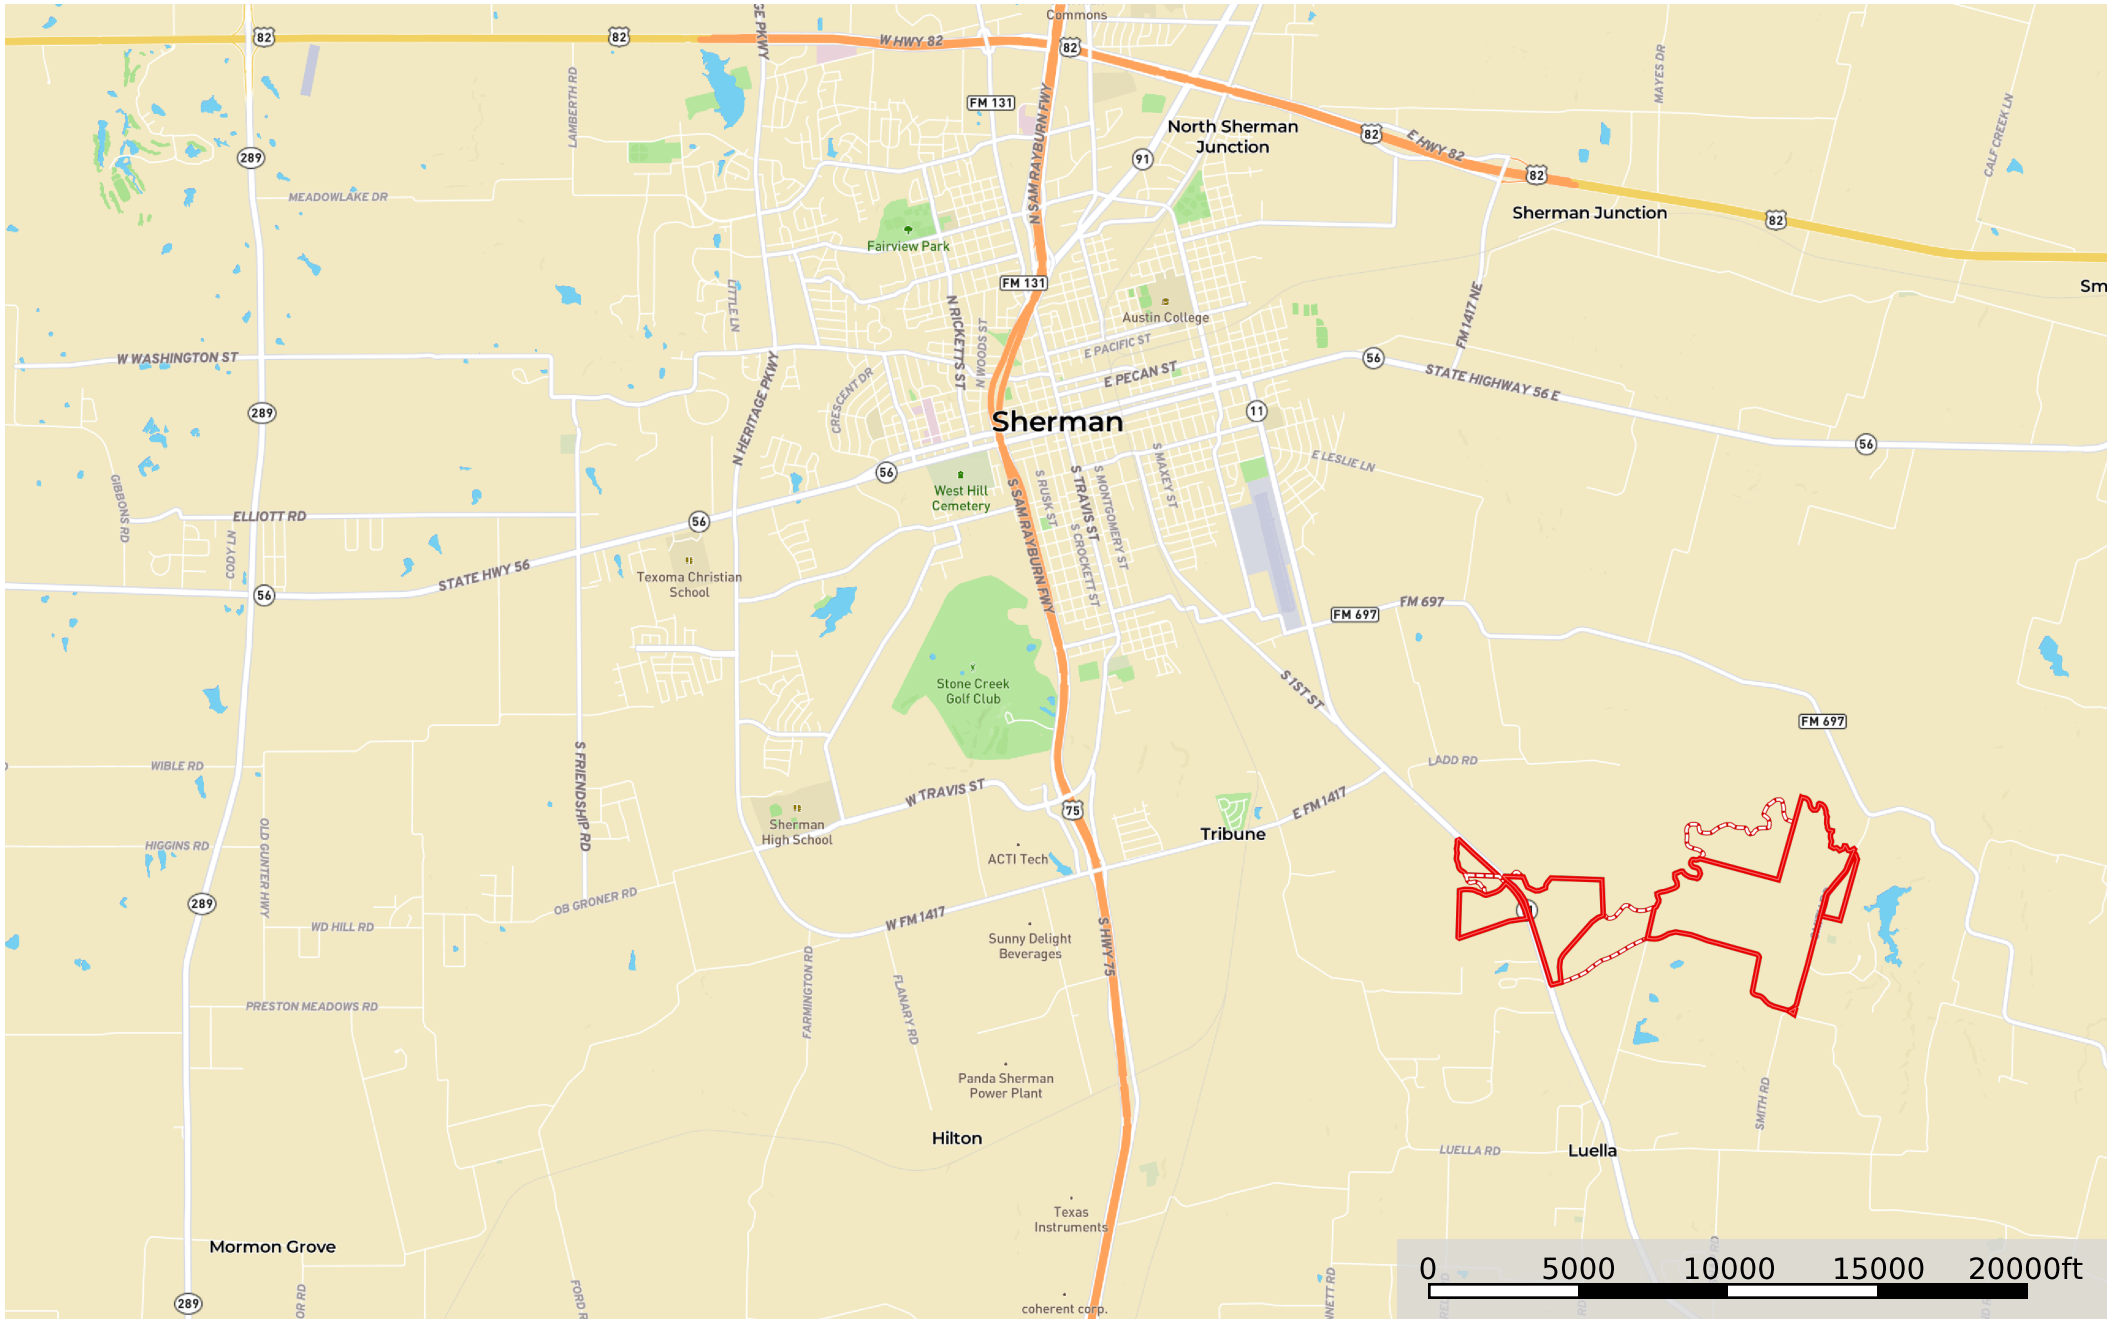 Commons
82
82
W HWY 82
82
GE PKWY
LAMBERTH RD
MAYES DR
FM 131
N SAM RAYBURN FWY
CALF CREEK LN
North Sherman
Junction
82
E HWY 82
289
91
82
MEADOWLAKE DR
Sherman Junction
82
Fairview Park
FM 131
Sm
LITTLE LN
N RICKETTS ST
N WOODS ST
Austin College
FM 1417 NE
W WASHINGTON ST
E PACIFIC ST
56
E PECAN ST
STATE HIGHWAY 56 E
CRESCENT DR
N HERITAGE PKWY
289
Sherman
11
56
56
E LESLIE LN
GIBBONS RD
West Hill
Cemetery
S SAM RAYBURN FWY
S RUSK ST
S TRAVIS ST
S MONTGOMERY ST
S CROCKETT ST
S MAXEY ST
ELLIOTT RD
56
CODY LN
STATE HWY 56
56
Texoma Christian
School
FM 697
FM 697
Stone Creek
Golf Club
S 1ST ST
FM 697
S FRIENDSHIP RD
WIBLE RD
LADD RD
W TRAVIS ST
75
E FM 1417
Sherman
High School
Tribune
HIGGINS RD
OLD GUNTER HWY
ACTI Tech
289
OB GRONER RD
W FM 1417
WD HILL RD
Sunny Delight
Beverages
S HWY 75
FARMINGTON RD
FLANARY RD
PRESTON MEADOWS RD
Panda Sherman
Power Plant
SMITH RD
Hilton
LUELLA RD
Luella
Texas
Instruments
Mormon Grove
289
OR RD
FORD R
coherent corp.
NNETT RD
RD
RD
0 5000 10000 15000 20000ft